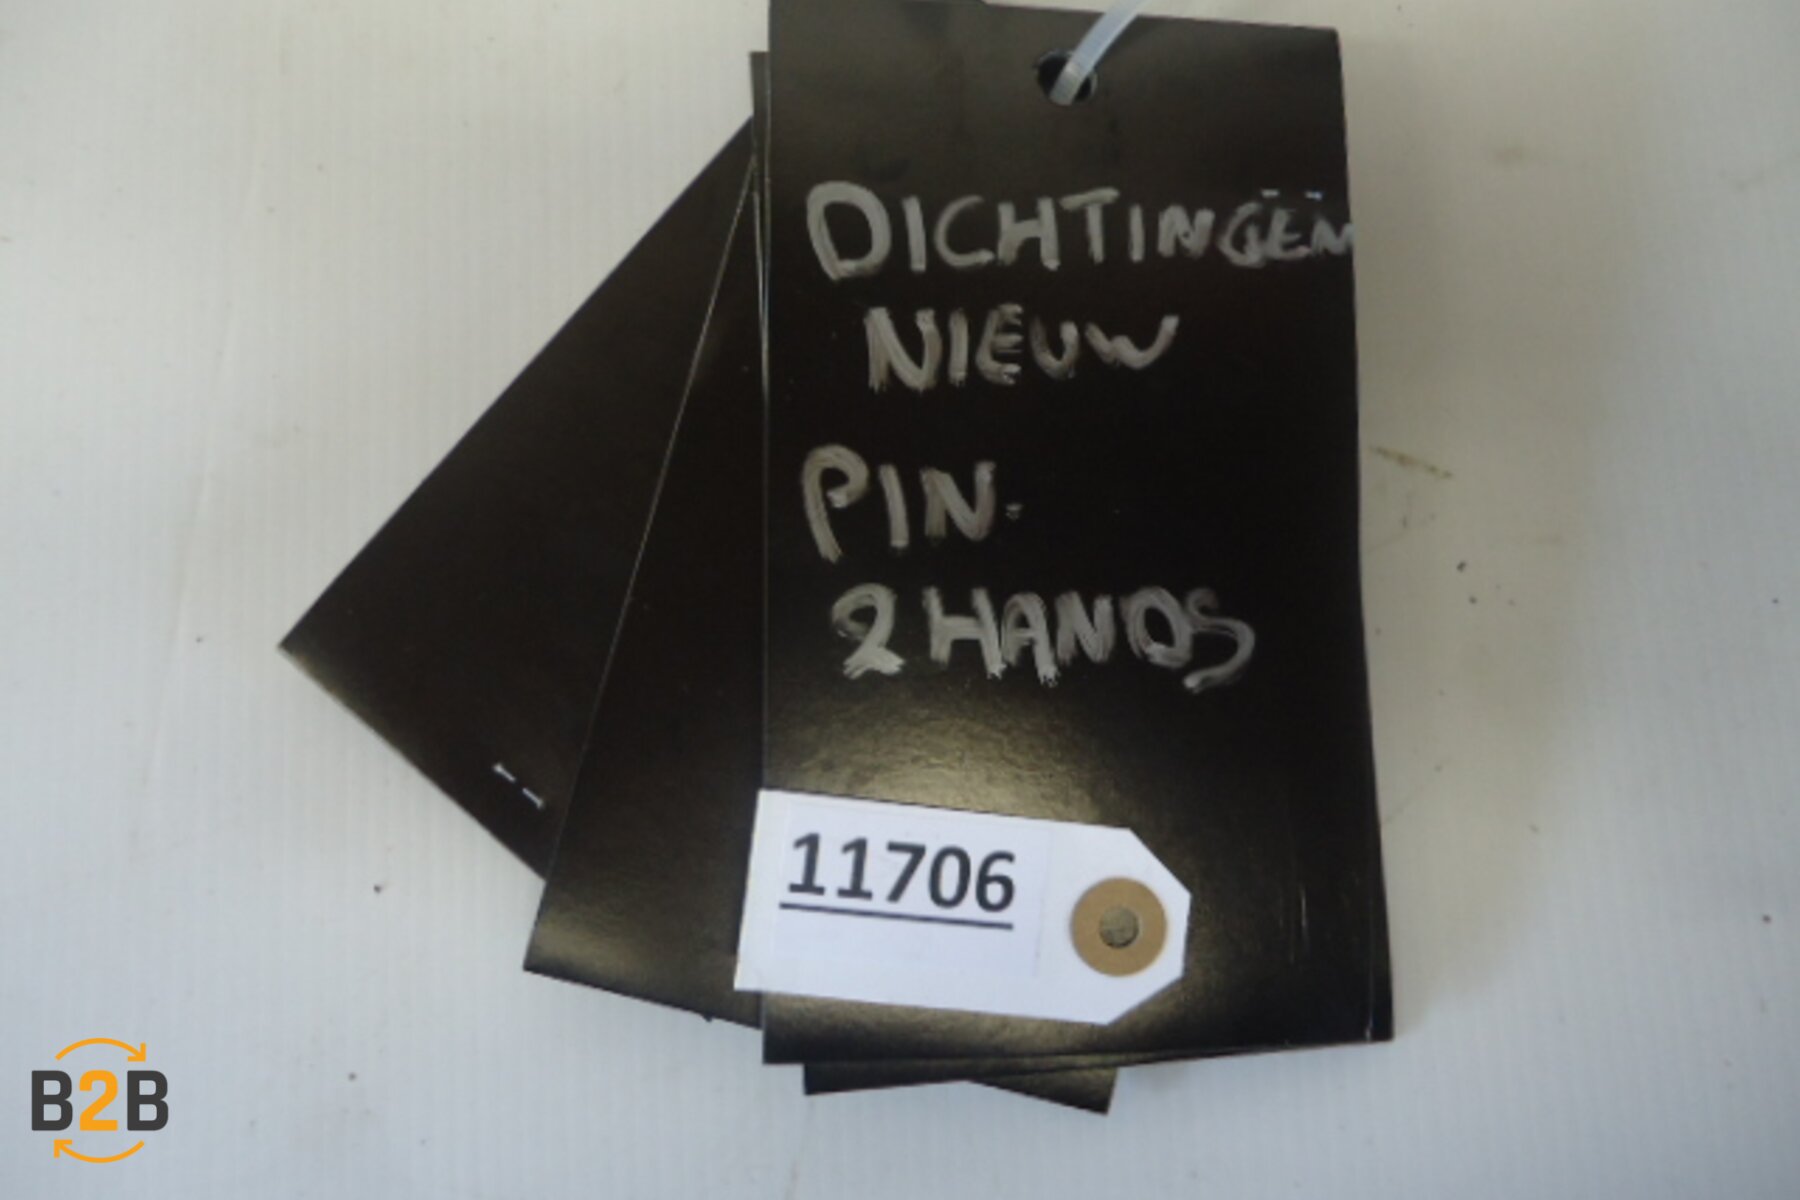 DICHTINGEN
NIEUW
PIN.
2HANDS
11706
B2B